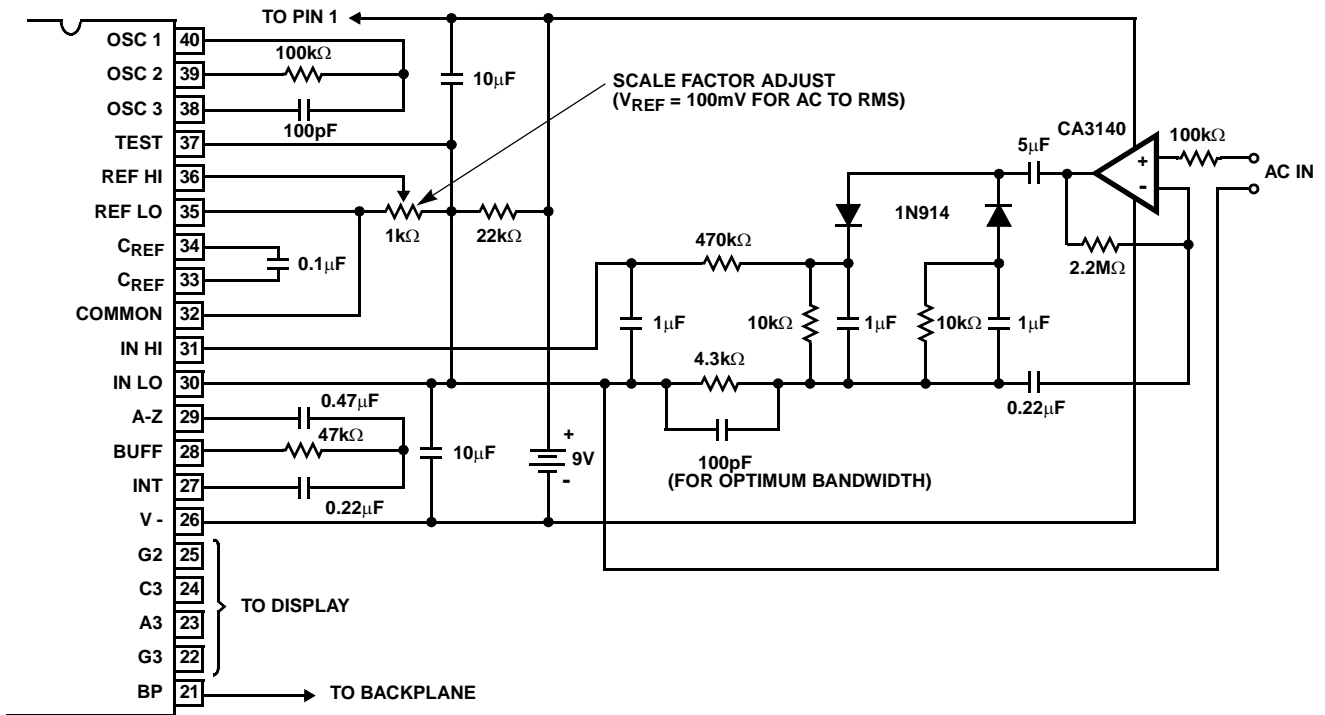 TO PIN 1
OSC 1 40
100kΩ
OSC 2 39
10μF
SCALE FACTOR ADJUST
(VREF = 100mV FOR AC TO RMS)
OSC 3 38
100pF
TEST 37
CA3140
100kΩ
5μF
+
-
AC IN
REF HI 36
REF LO 35
1kΩ
22kΩ
1N914
470kΩ
2.2MΩ
CREF 34
0.1μF
CREF 33
COMMON 32
1μF
10kΩ
1μF
10kΩ
1μF
IN HI 31
4.3kΩ
IN LO 30
0.22μF
0.47μF
A-Z 29
47kΩ
BUFF 28
10μF
+
9V
-
100pF
(FOR OPTIMUM BANDWIDTH)
INT 27
0.22μF
V - 26
G2 25
C3 24
TO DISPLAY
A3 23
G3 22
BP 21
TO BACKPLANE